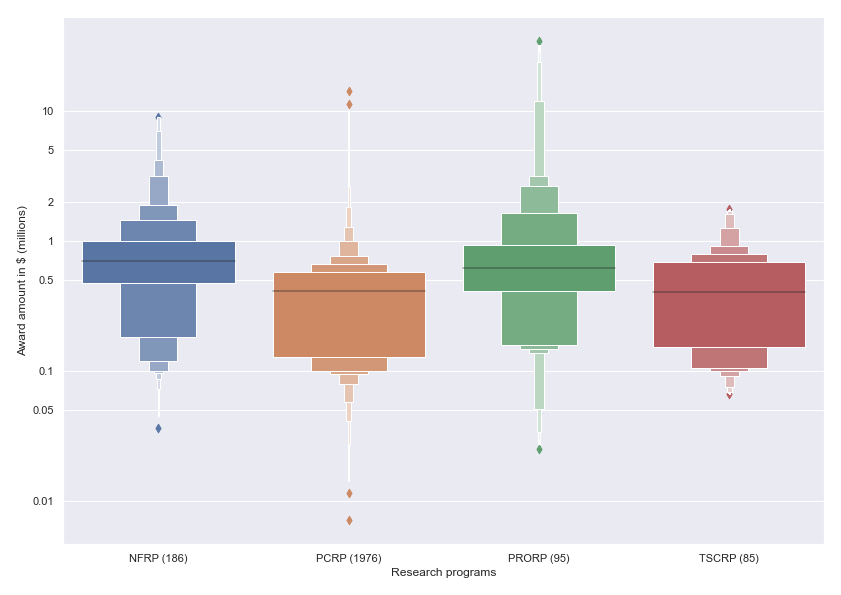 Award amount in $ (millions)
10
5
2
1
0.5
0.1
0.05
0.01
NFRP (186)
PCRP (1976)
PRORP (95)
TSCRP (85)
Research programs